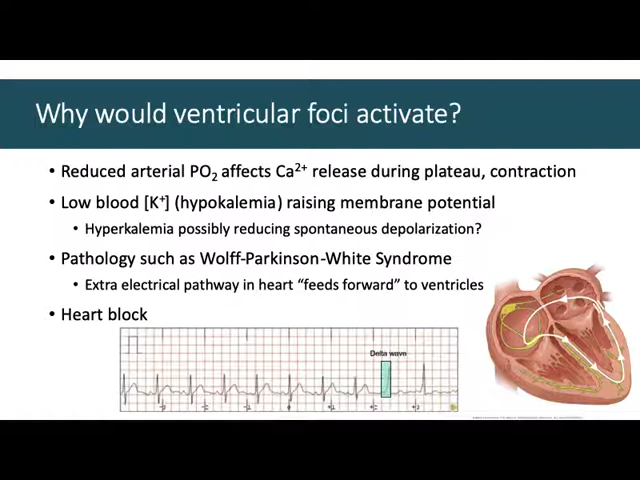 Why would ventricular foci activate?
• Reduced arterial PO₂ affects Ca²⁺ release during plateau, contraction
• Low blood [K⁺] (hypokalemia) raising membrane potential
• Hyperkalemia possibly reducing spontaneous depolarization?
• Pathology such as Wolff-Parkinson-White Syndrome
• Extra electrical pathway in heart “feeds forward” to ventricles
• Heart block
Delta wave